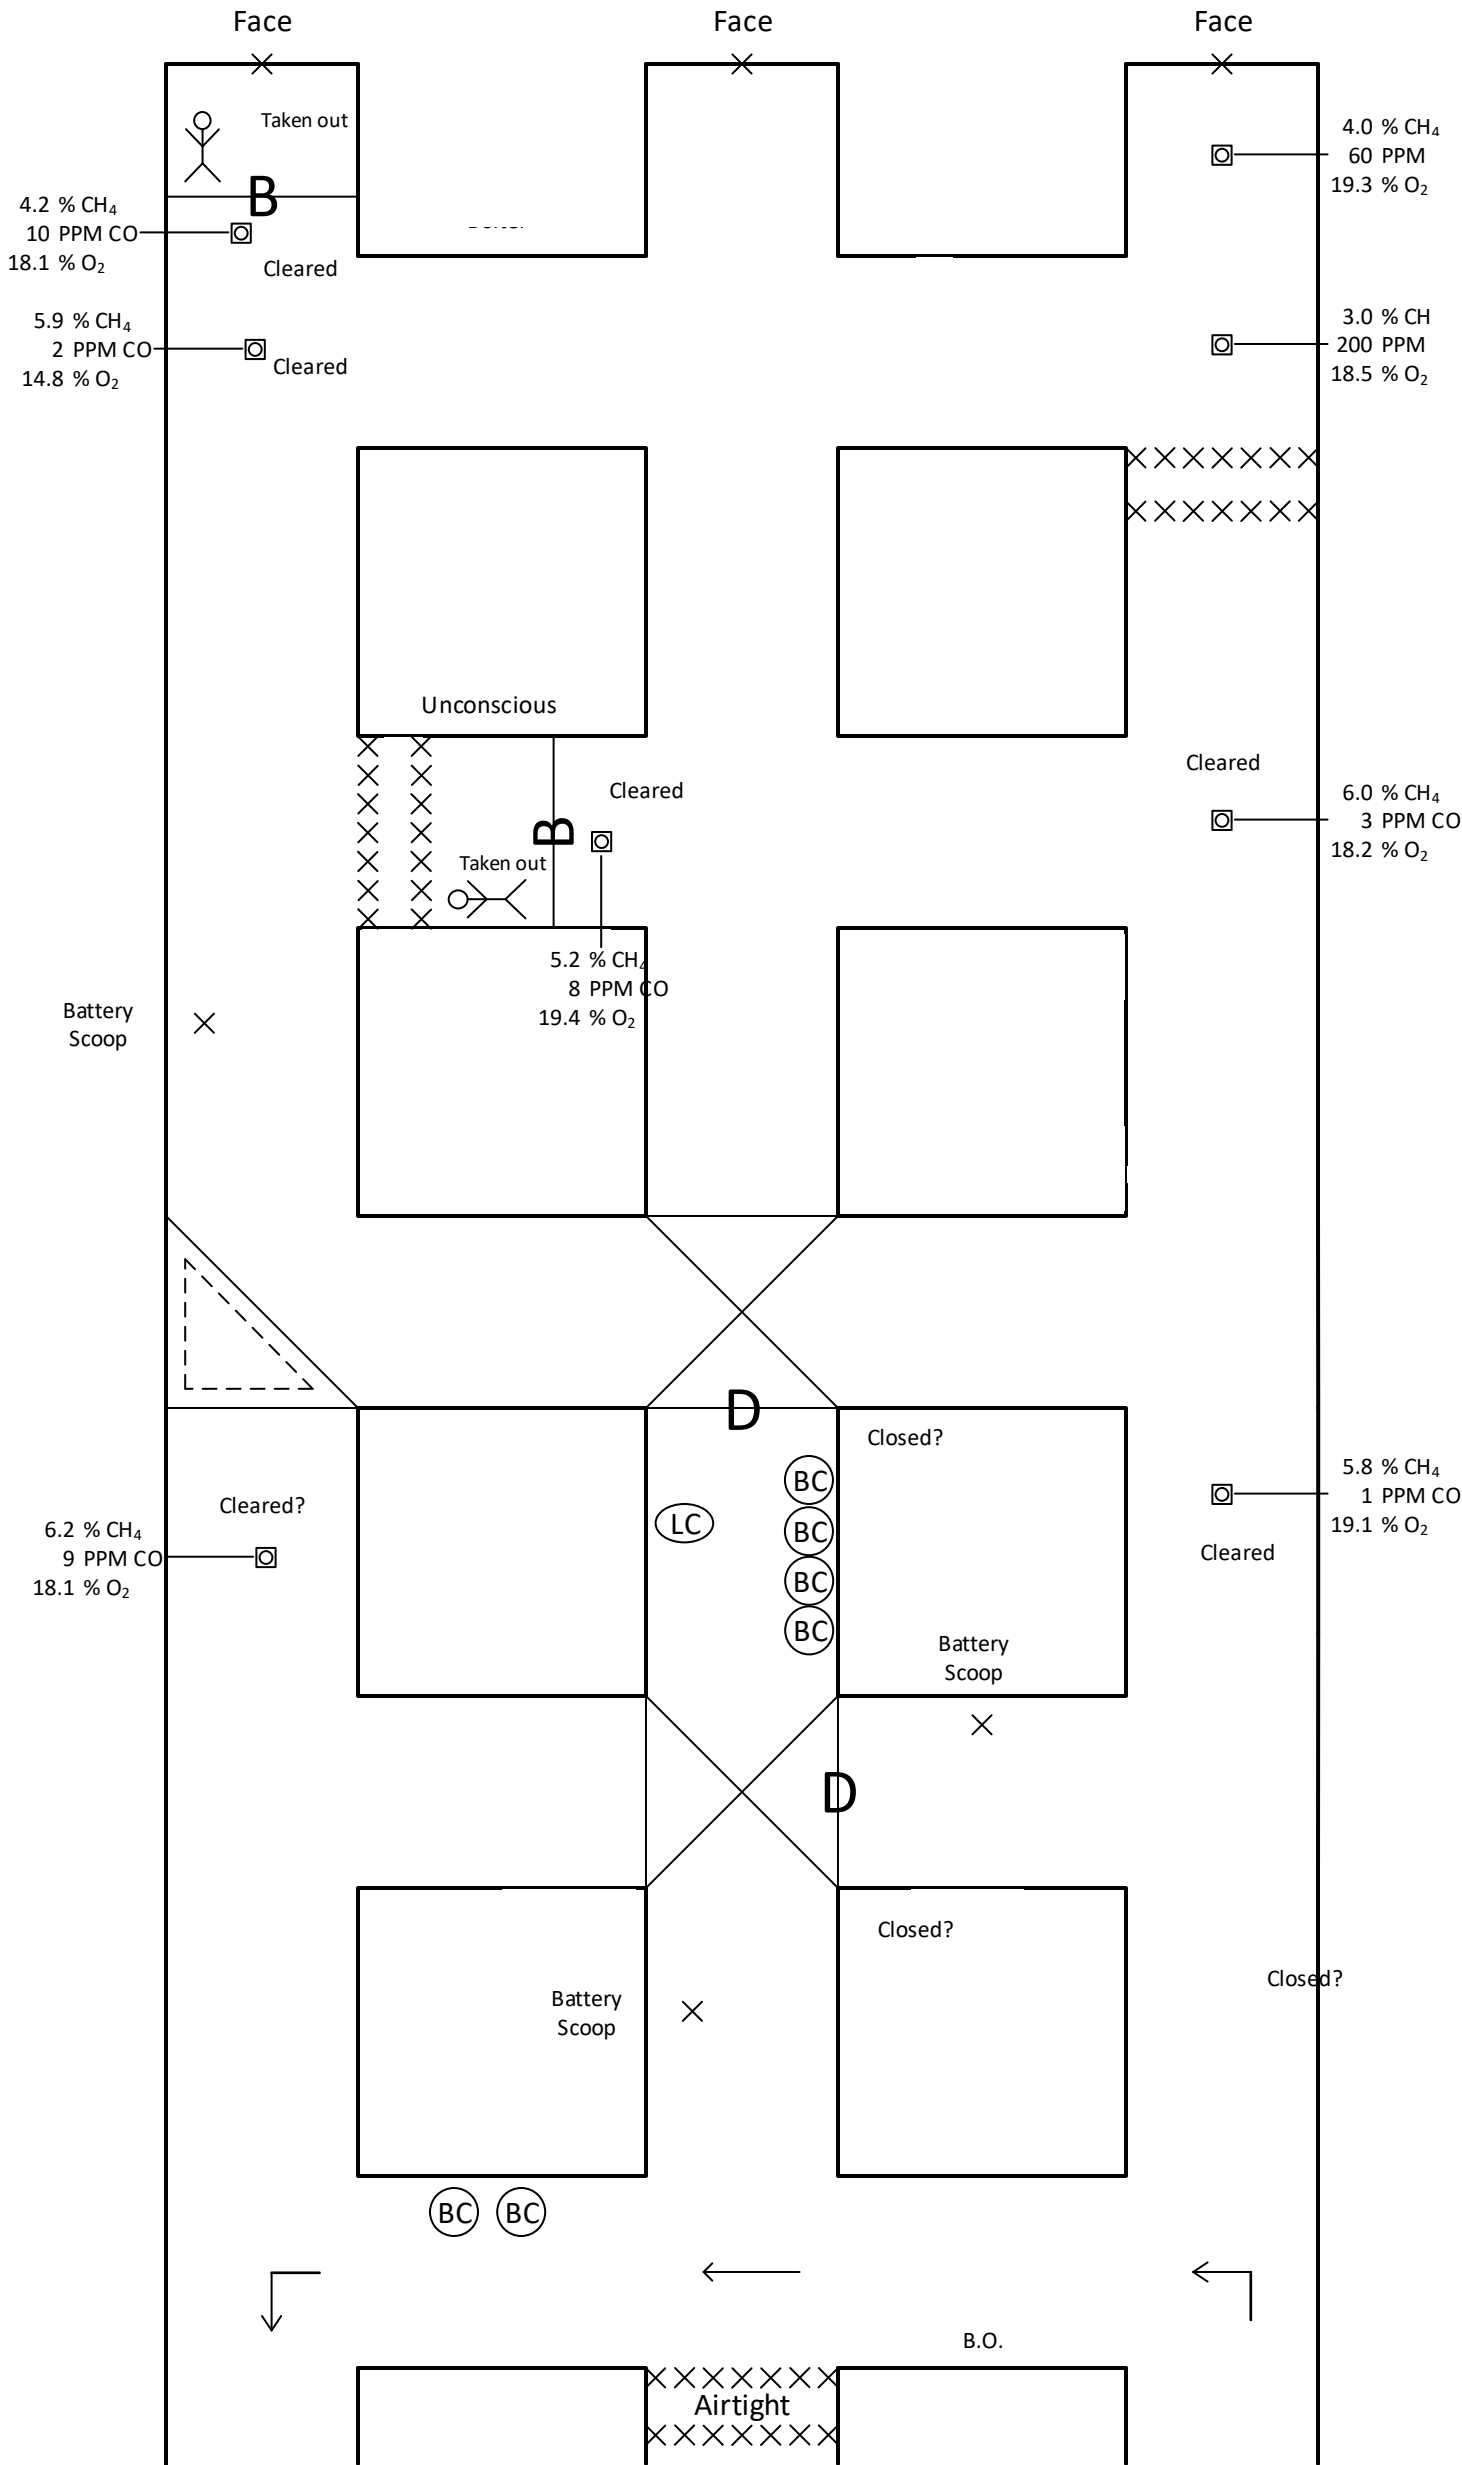 Face Face Face
Taken out
B
4.2 % CH₄
10 PPM CO
18.1 % O₂
Cleared
4.0 % CH₄
60 PPM
19.3 % O₂
5.9 % CH₄
2 PPM CO
14.8 % O₂
Cleared
3.0 % CH
200 PPM
18.5 % O₂
Unconscious
Cleared
B
Taken out
5.2 % CH₄
8 PPM CO
19.4 % O₂
Cleared
6.0 % CH₄
3 PPM CO
18.2 % O₂
Battery
Scoop
D
Closed?
BC
BC
BC
BC
LC
Cleared?
6.2 % CH₄
9 PPM CO
18.1 % O₂
5.8 % CH₄
1 PPM CO
19.1 % O₂
Cleared
Battery
Scoop
D
Closed?
Closed?
Battery
Scoop
BC BC
B.O.
Airtight